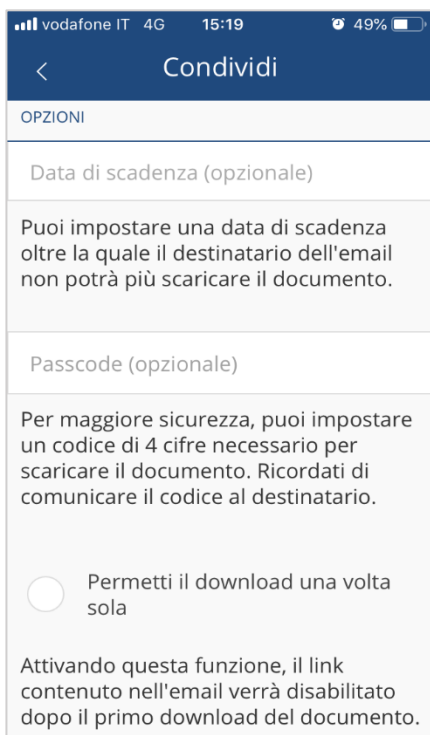 vodafone IT 4G 15:19 49%
Condividi
OPZIONI
Data di scadenza (opzionale)
Puoi impostare una data di scadenza
oltre la quale il destinatario dell'email
non potrà più scaricare il documento.
Passcode (opzionale)
Per maggiore sicurezza, puoi impostare
un codice di 4 cifre necessario per
scaricare il documento. Ricordati di
comunicare il codice al destinatario.
Permetti il download una volta
sola
Attivando questa funzione, il link
contenuto nell'email verrà disabilitato
dopo il primo download del documento.